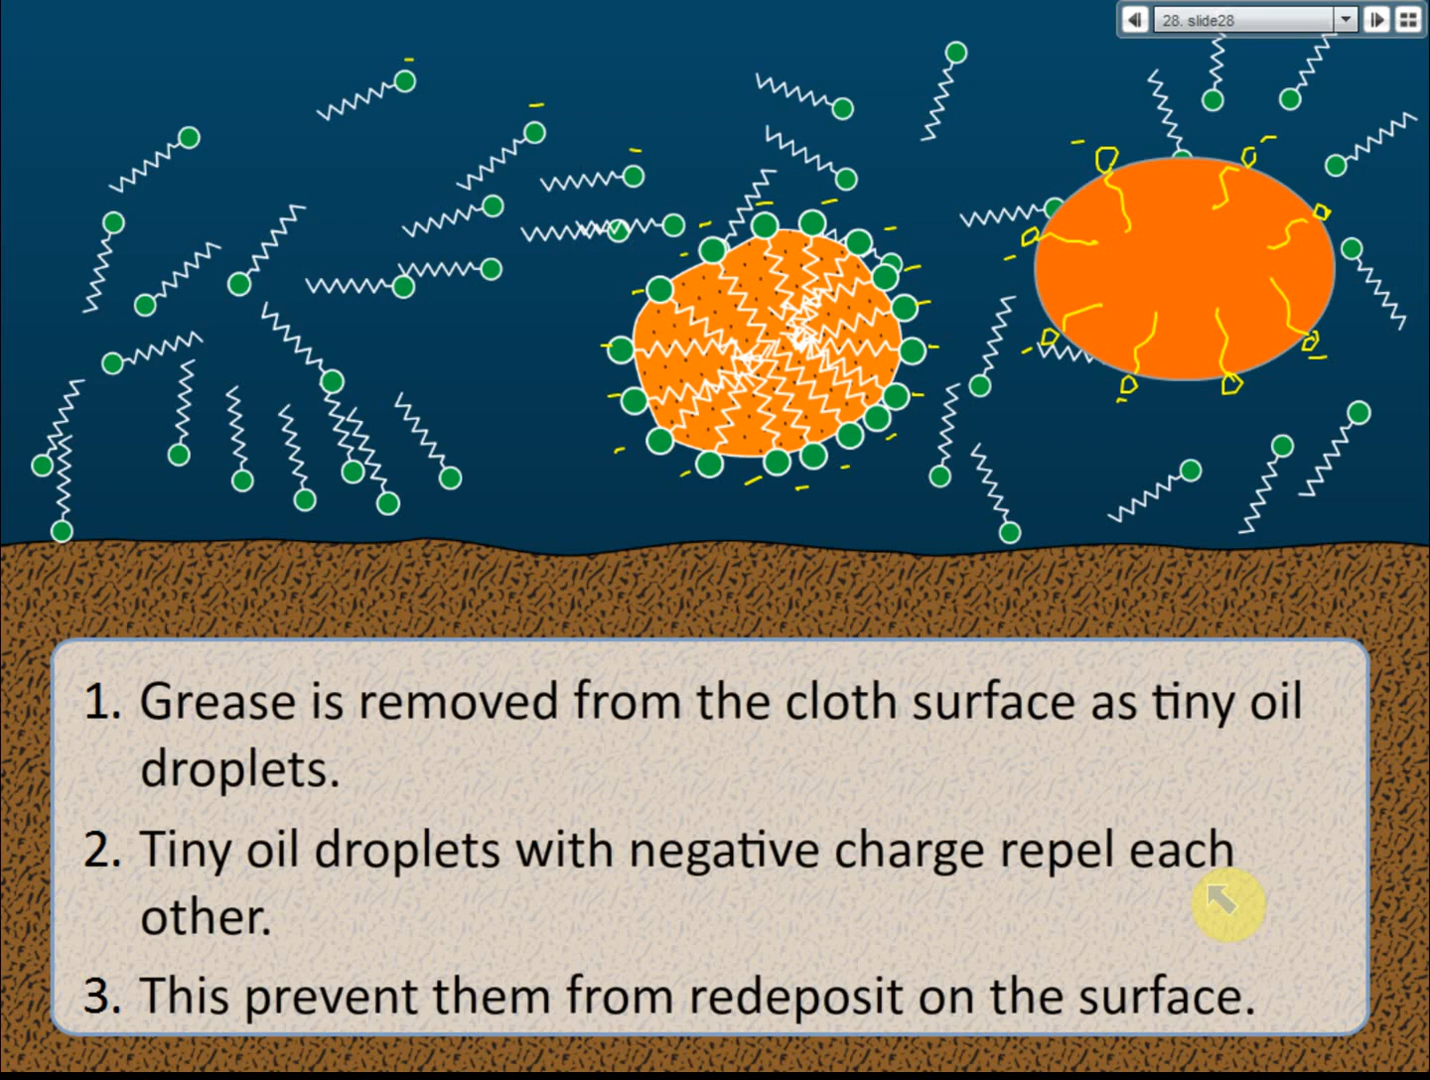 28. slide28
1. Grease is removed from the cloth surface as tiny oil
droplets.
2. Tiny oil droplets with negative charge repel each
other.
3. This prevent them from redeposit on the surface.